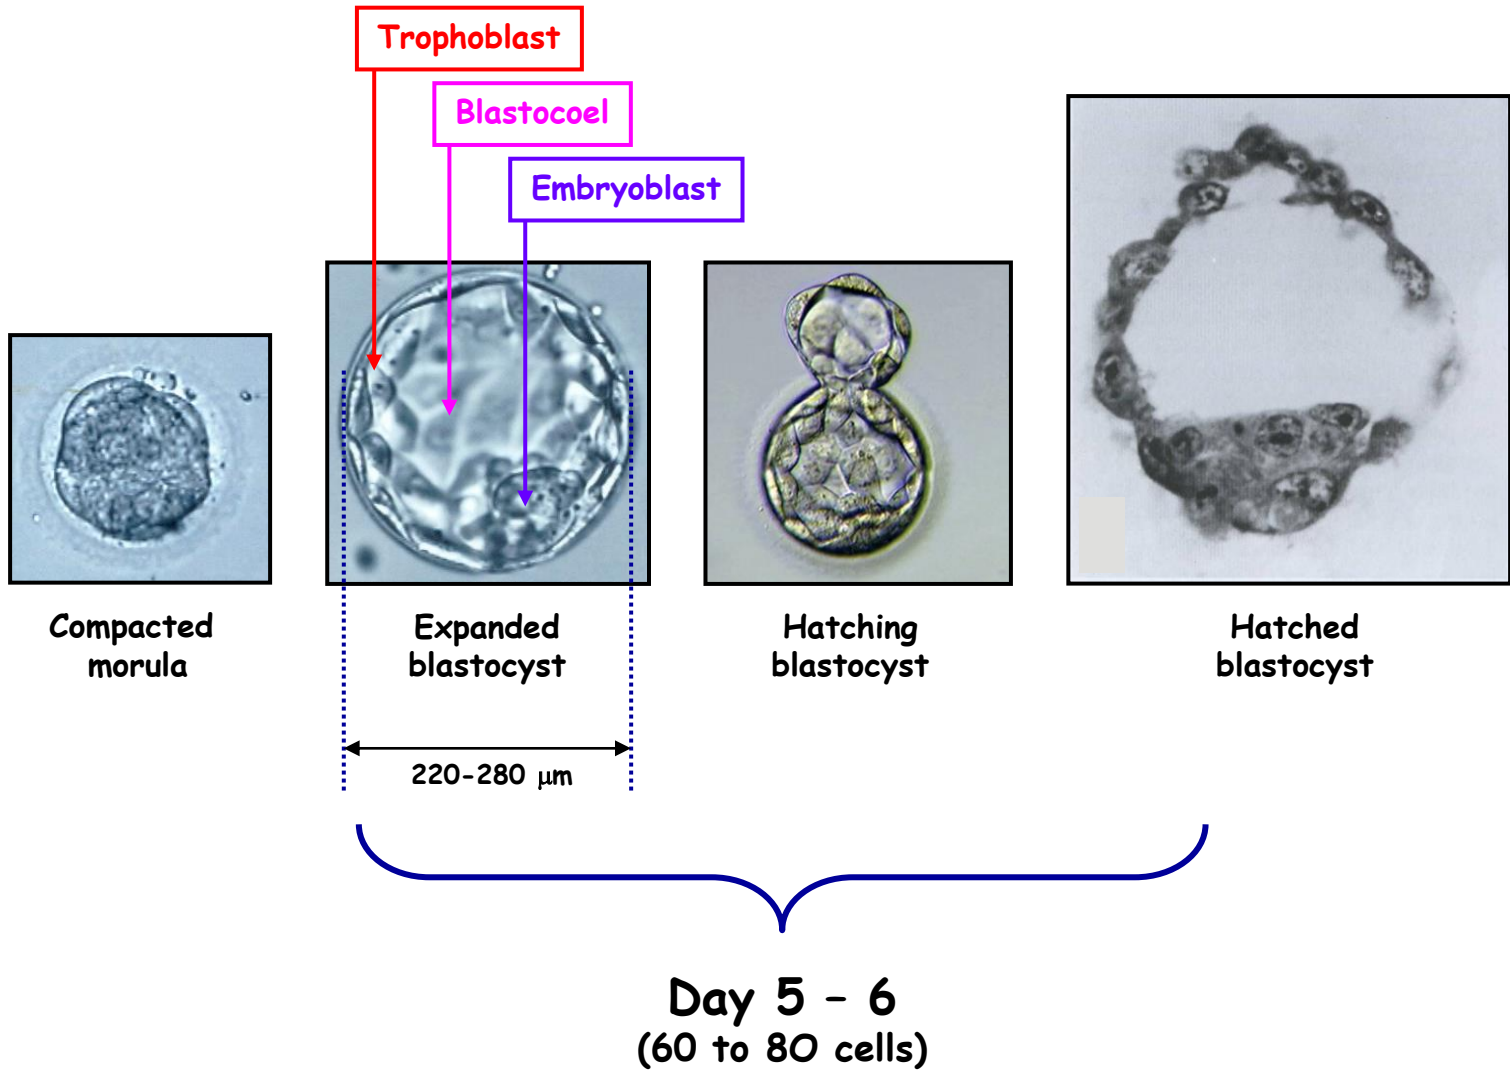 Trophoblast
Blastocoel
Embryoblast
Compacted
morula
Expanded
blastocyst
Hatching
blastocyst
Hatched
blastocyst
220-280 μm
Day 5 – 6
(60 to 80 cells)